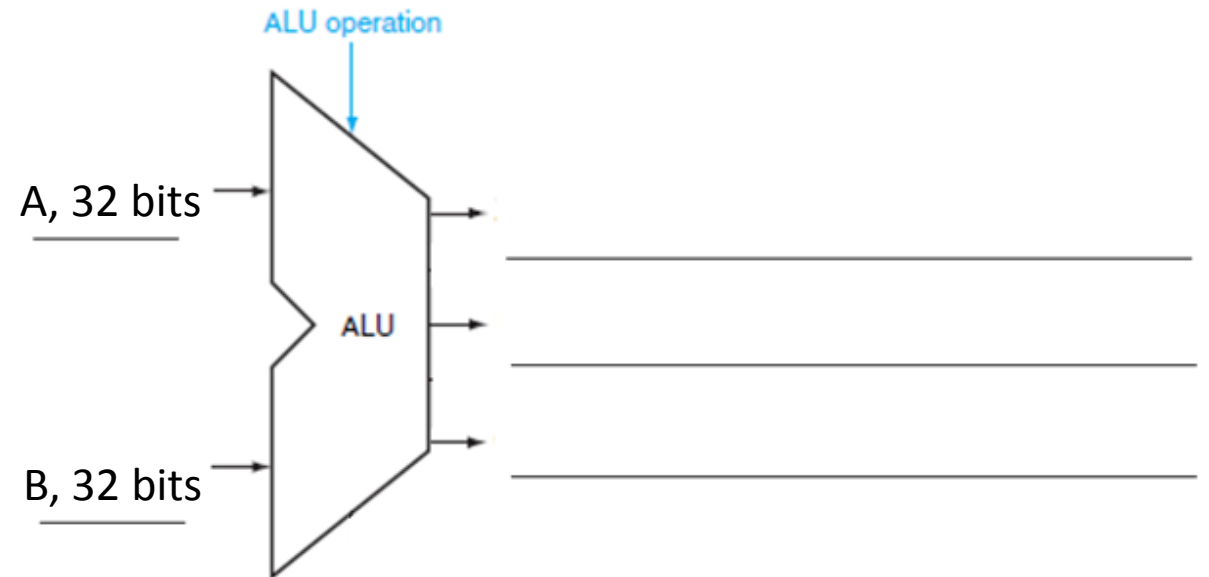 ALU operation
A, 32 bits
ALU
B, 32 bits